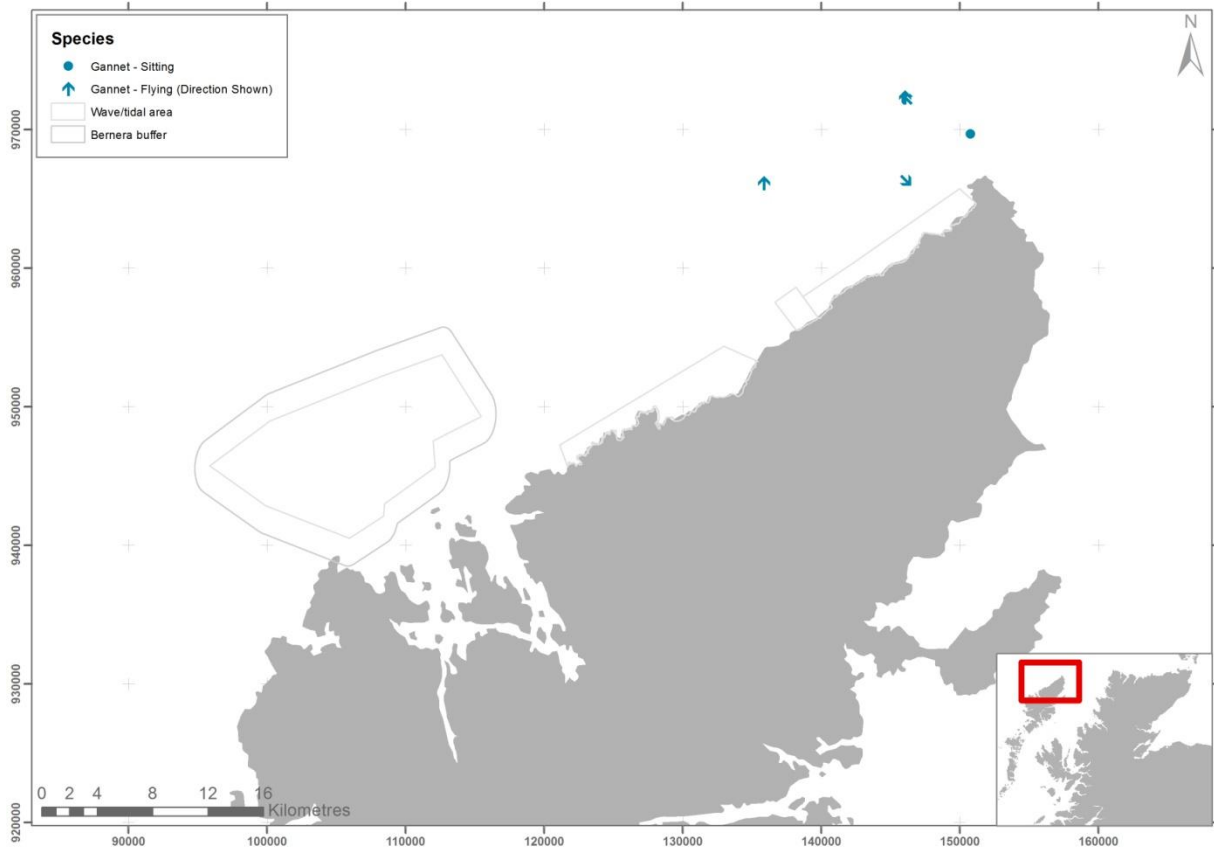 Species
Gannet - Sitting
Gannet - Flying (Direction Shown)
Wave/tidal area
Bernera buffer
N
970000
960000
950000
940000
930000
920000
0 2 4 8 12 16
Kilometres
90000 100000 110000 120000 130000 140000 150000 160000